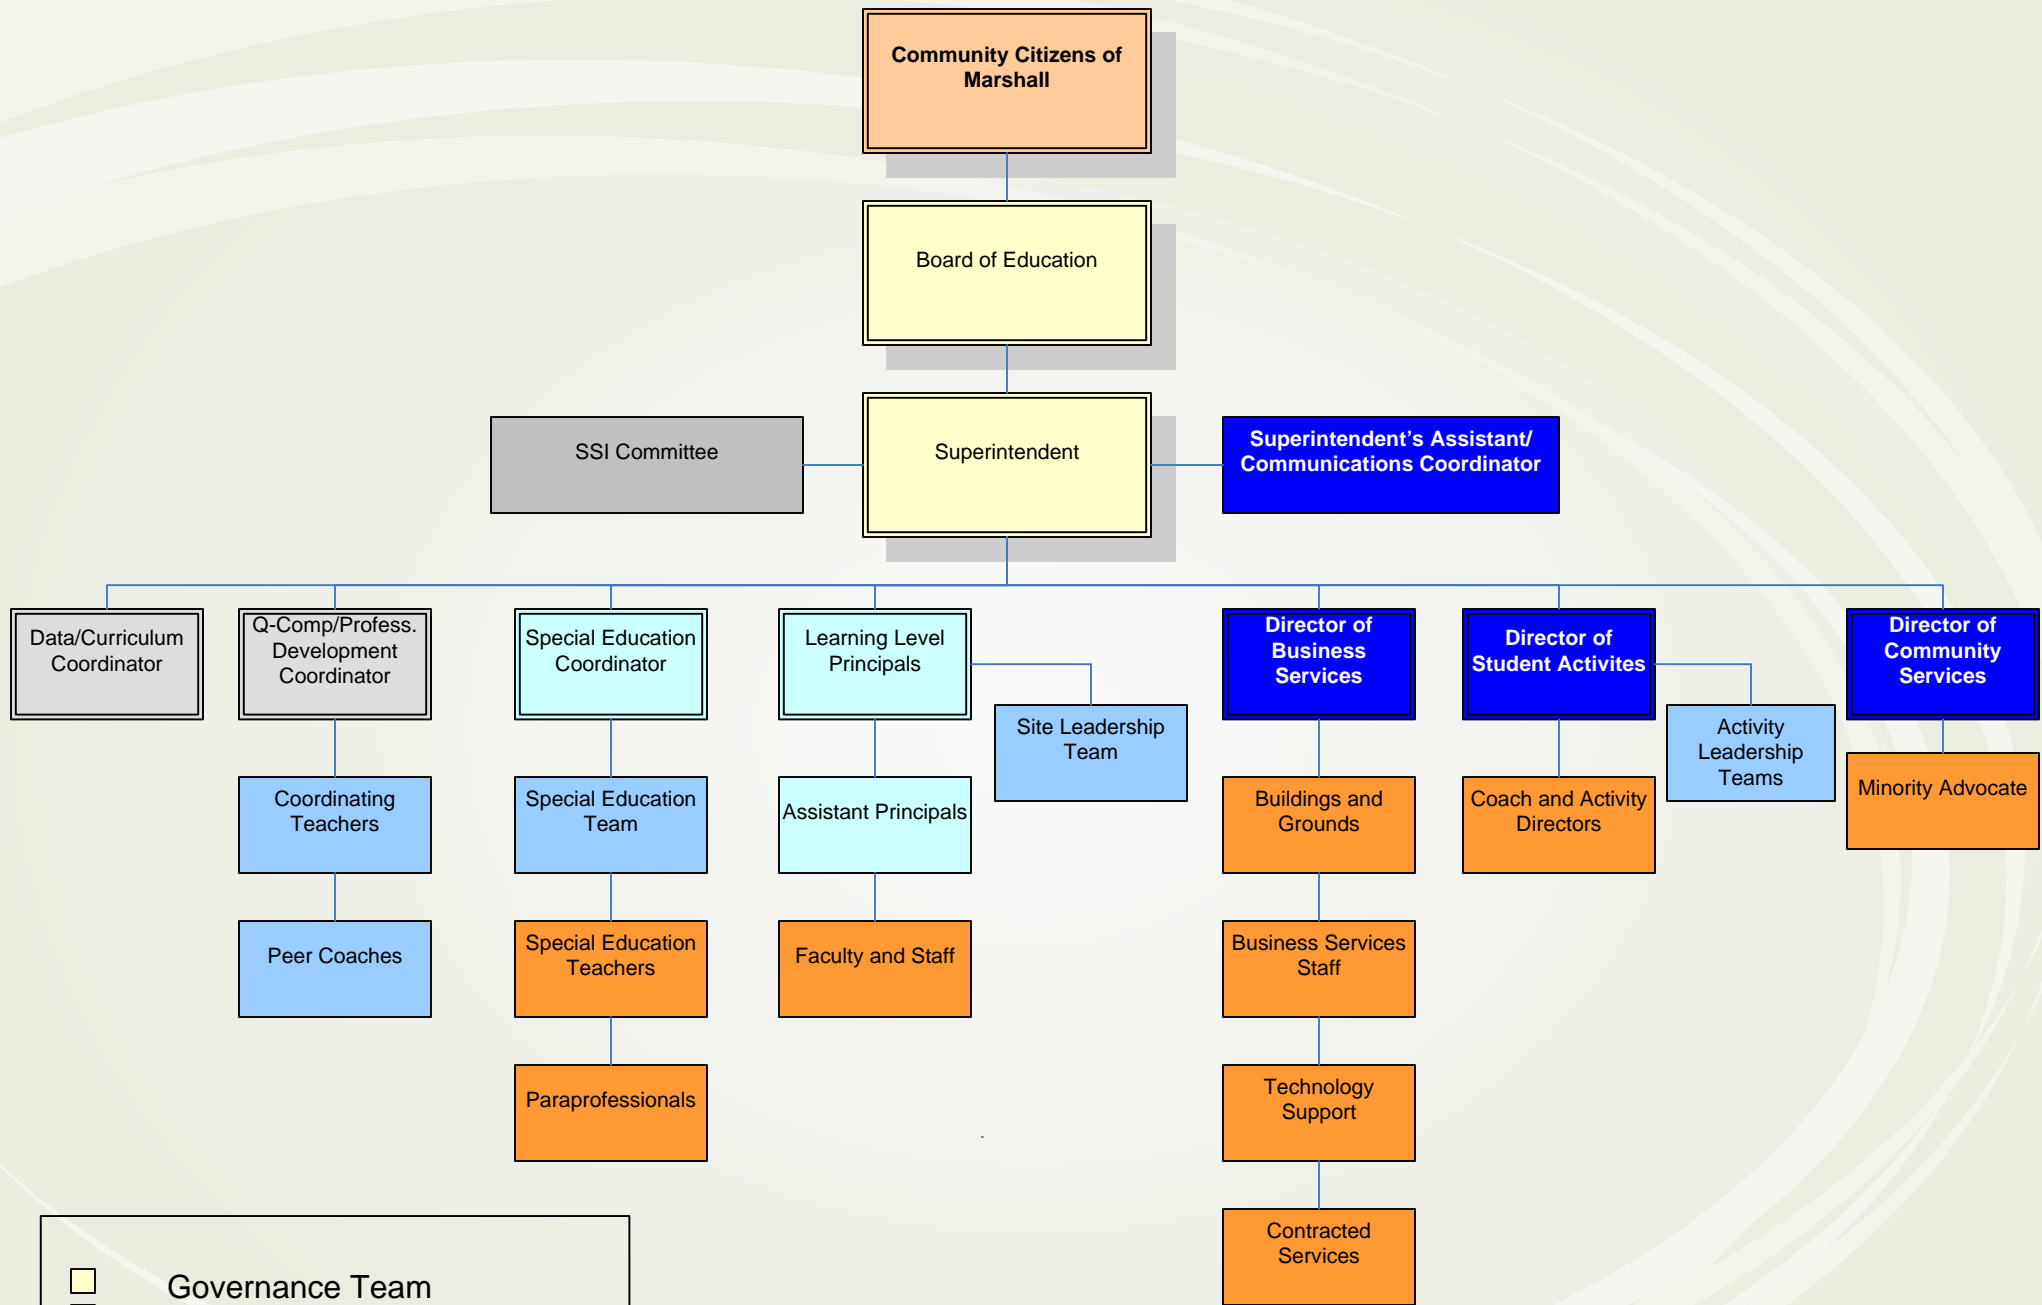 Community Citizens of
Marshall
Board of Education
SSI Committee
Superintendent
Superintendent’s Assistant/
Communications Coordinator
Data/Curriculum
Coordinator
Q-Comp/Profess.
Development
Coordinator
Special Education
Coordinator
Learning Level
Principals
Director of
Business
Services
Director of
Student Activites
Director of
Community
Services
Site Leadership
Team
Activity
Leadership
Teams
Coordinating
Teachers
Special Education
Team
Assistant Principals
Buildings and
Grounds
Coach and Activity
Directors
Minority Advocate
Peer Coaches
Special Education
Teachers
Faculty and Staff
Business Services
Staff
Paraprofessionals
Technology
Support
Contracted
Services
Governance Team